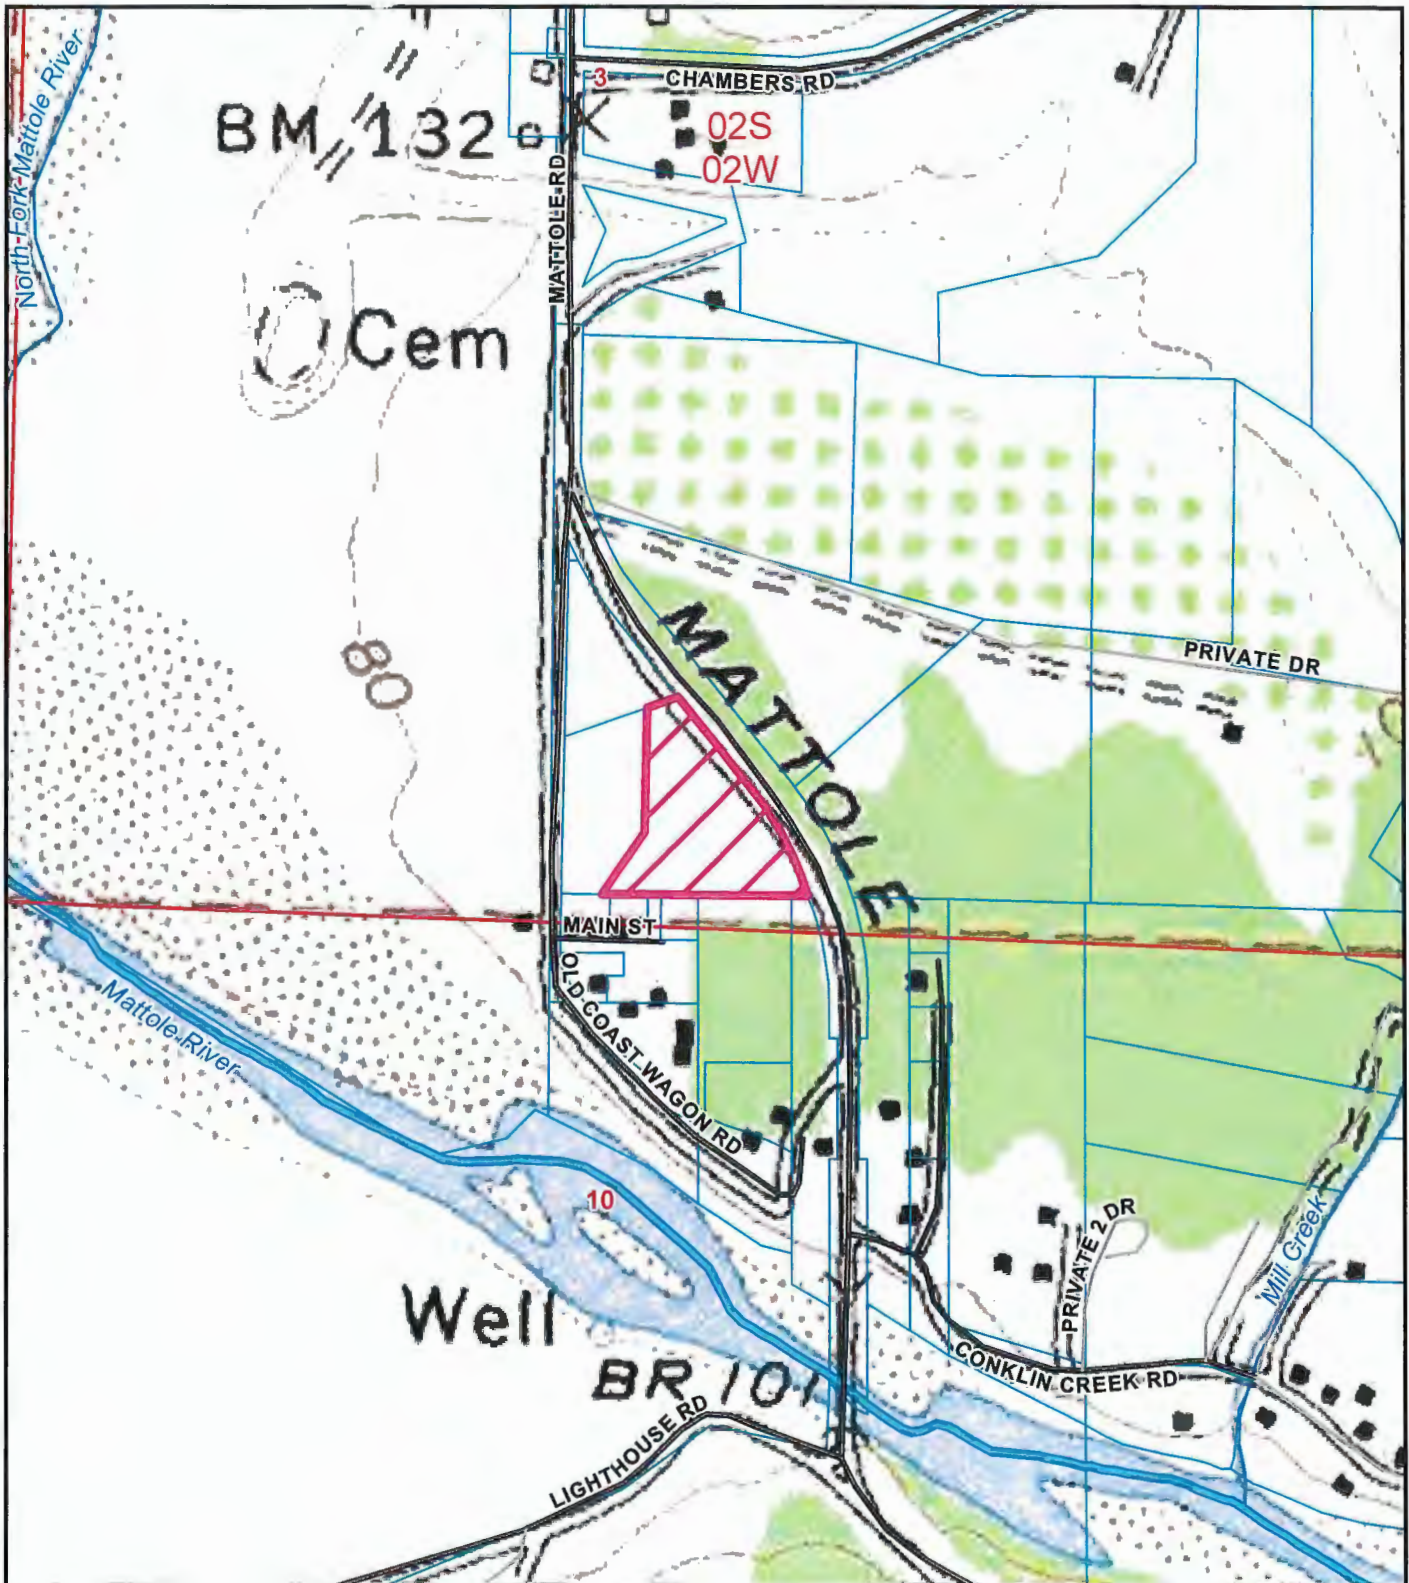 CHAMBERS RD
3
North Fork Mattole River
BM 132
02S
02W
MATTOLE RD
Cem
MATTOLE
80
PRIVATE DR
MAIN ST
OLD COAST WAGON RD
Mattole River
10
PRIVATE 2 DR
Mill Creek
Well
BR 101
CONKLIN CREEK RD
LIGHTHOUSE RD